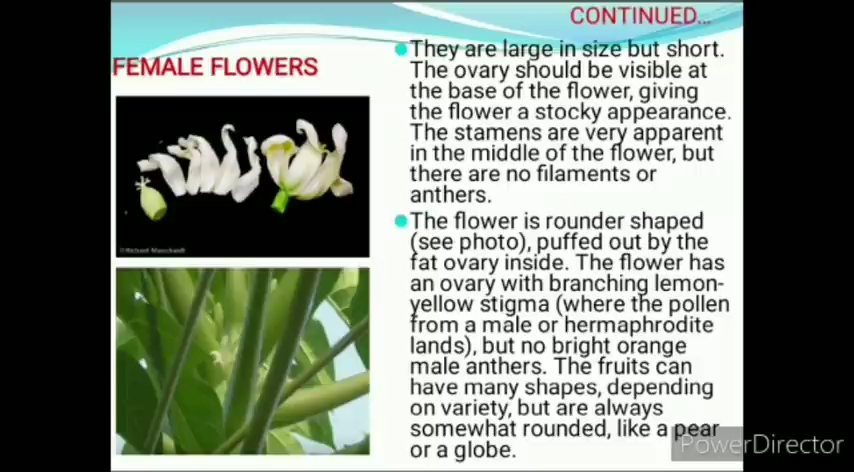 CONTINUED...
FEMALE FLOWERS
They are large in size but short.
The ovary should be visible at
the base of the flower, giving
the flower a stocky appearance.
The stamens are very apparent
in the middle of the flower, but
there are no filaments or
anthers.
The flower is rounder shaped
(see photo), puffed out by the
fat ovary inside. The flower has
an ovary with branching lemon-
yellow stigma (where the pollen
from a male or hermaphrodite
lands), but no bright orange
male anthers. The fruits can
have many shapes, depending
on variety, but are always
somewhat rounded, like a pear
or a globe.
PowerDirector